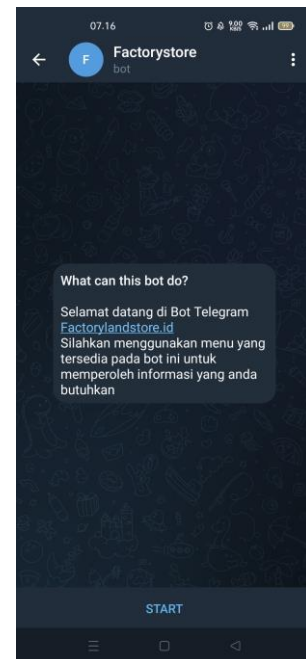 07.16
Factorystore
bot
What can this bot do?
Selamat datang di Bot Telegram
Factorylandstore.id
Silahkan menggunakan menu yang
tersedia pada bot ini untuk
memperoleh informasi yang anda
butuhkan
START